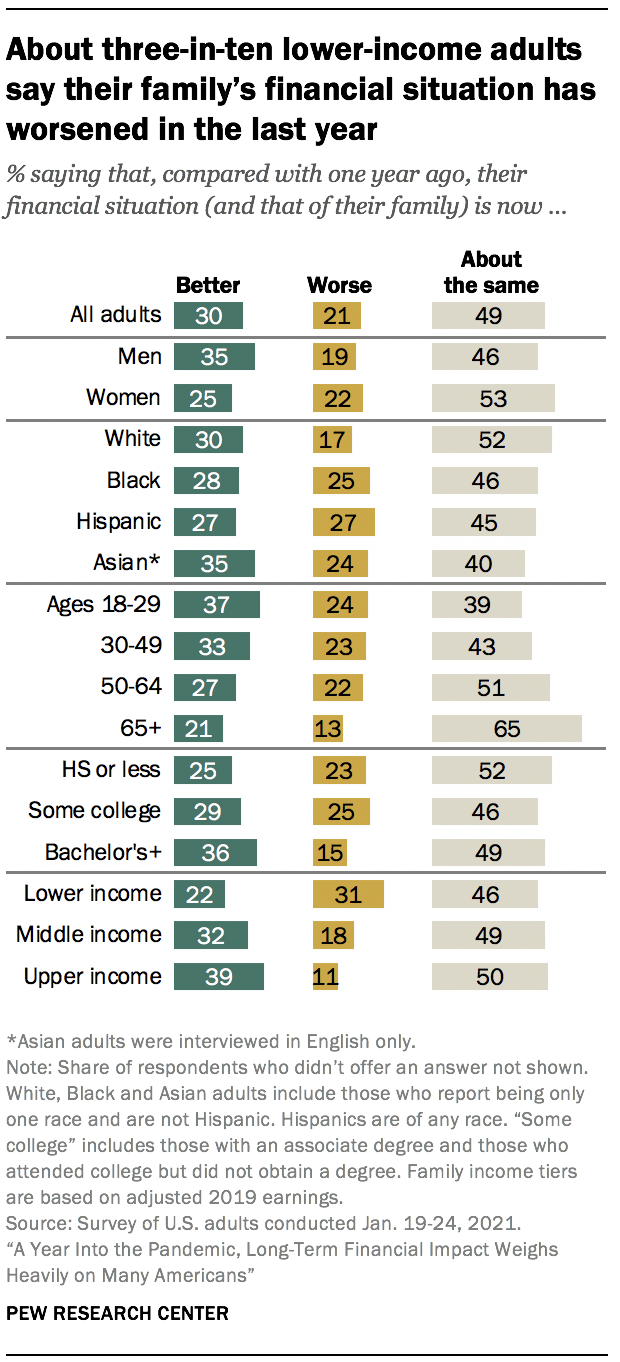 About three-in-ten lower-income adults
say their family’s financial situation has
worsened in the last year
% saying that, compared with one year ago, their
financial situation (and that of their family) is now ...
Better Worse About
the same
All adults 30 21 49
Men 35 19 46
Women 25 22 53
White 30 17 52
Black 28 25 46
Hispanic 27 27 45
Asian* 35 24 40
Ages 18-29 37 24 39
30-49 33 23 43
50-64 27 22 51
65+ 21 13 65
HS or less 25 23 52
Some college 29 25 46
Bachelor's+ 36 15 49
Lower income 22 31 46
Middle income 32 18 49
Upper income 39 11 50
*Asian adults were interviewed in English only.
Note: Share of respondents who didn’t offer an answer not shown.
White, Black and Asian adults include those who report being only
one race and are not Hispanic. Hispanics are of any race. “Some
college” includes those with an associate degree and those who
attended college but did not obtain a degree. Family income tiers
are based on adjusted 2019 earnings.
Source: Survey of U.S. adults conducted Jan. 19-24, 2021.
“A Year Into the Pandemic, Long-Term Financial Impact Weighs
Heavily on Many Americans”
PEW RESEARCH CENTER